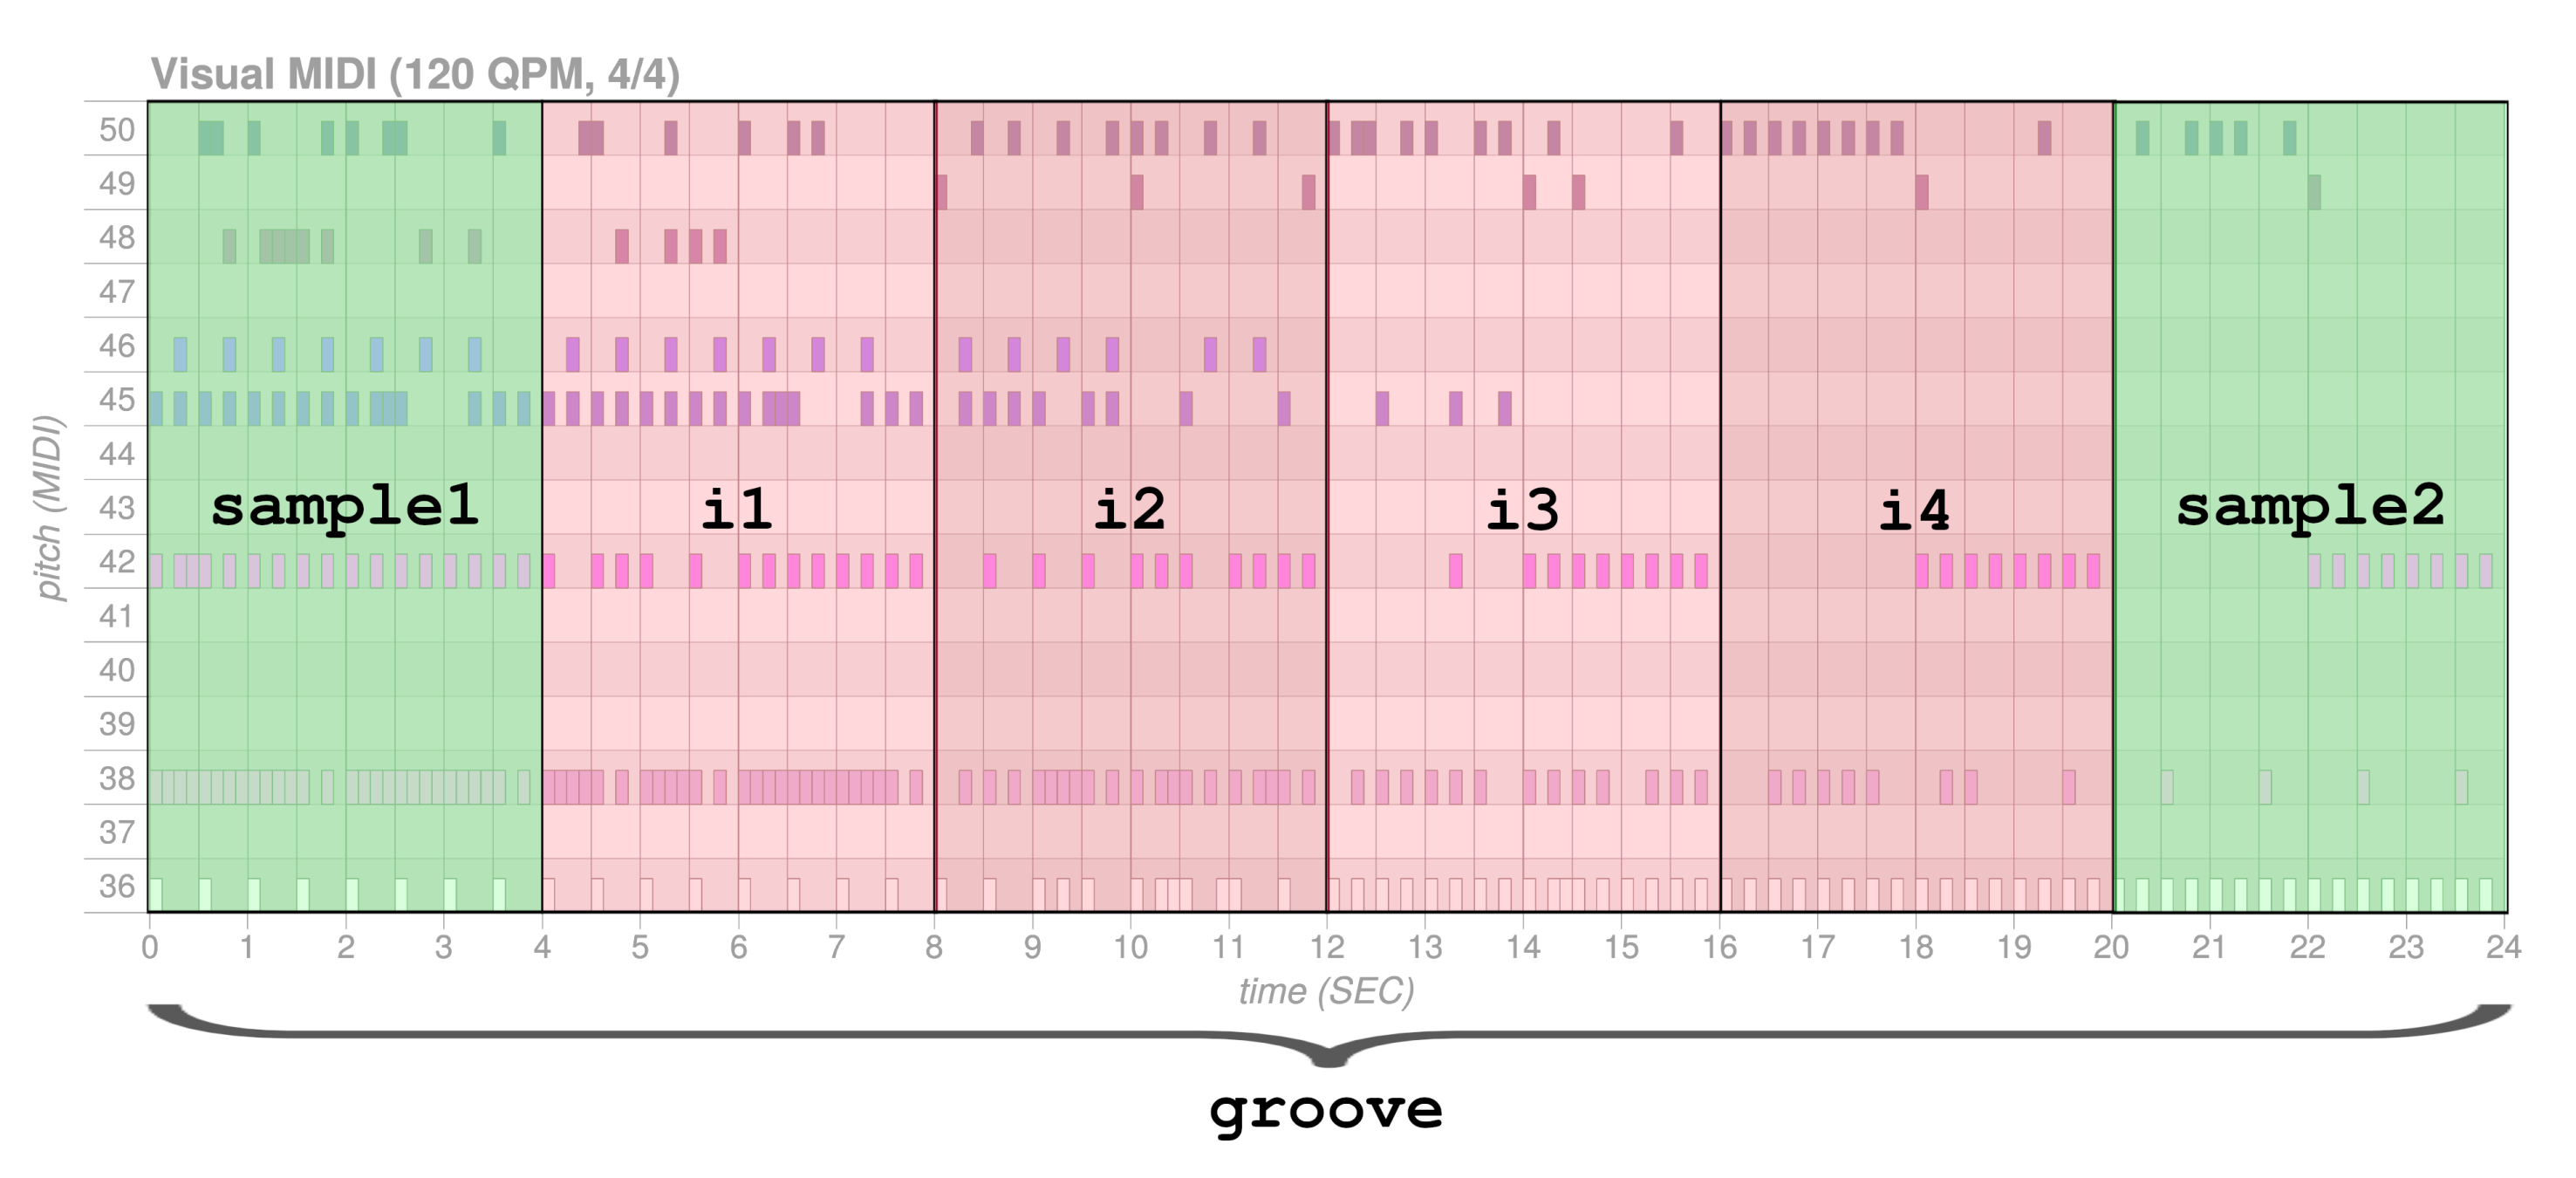 Visual MIDI (120 QPM, 4/4)
50
49
48
47
46
45
44
43
42
41
40
39
38
37
36
pitch (MIDI)
sample1 i1 i2 i3 i4 sample2
0 1 2 3 4 5 6 7 8 9 10 11 12 13 14 15 16 17 18 19 20 21 22 23 24
time (SEC)
groove